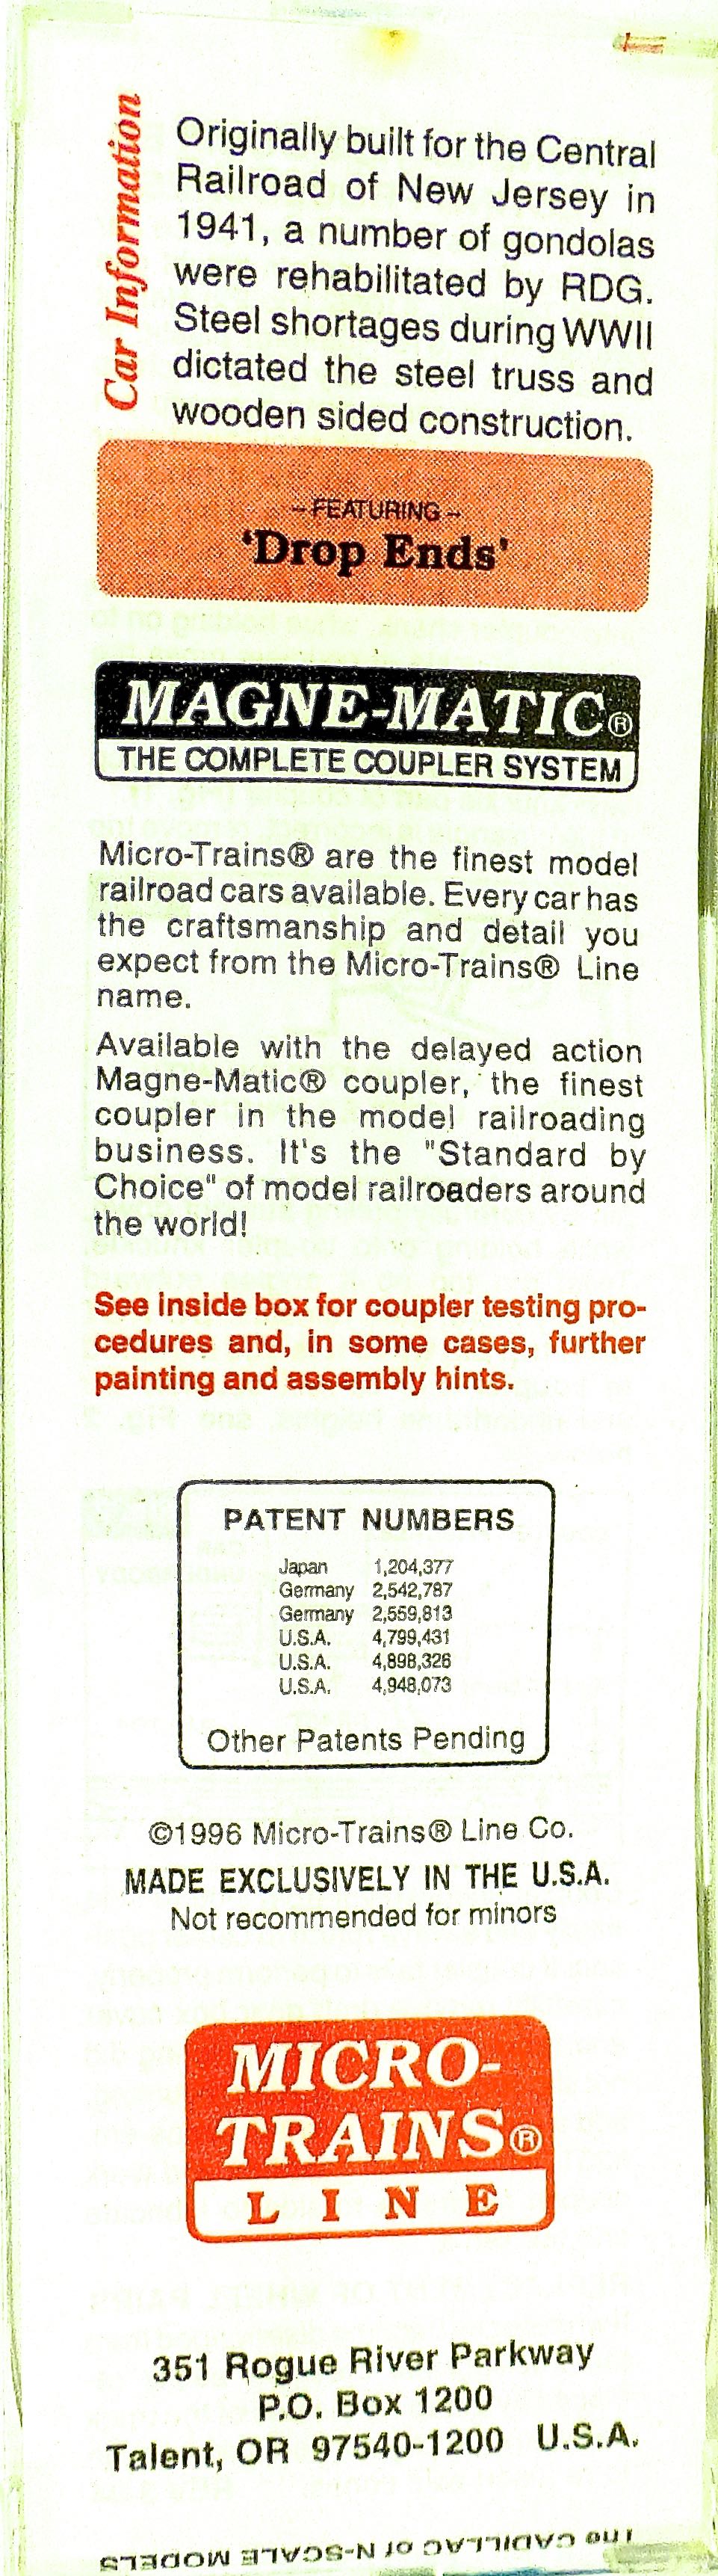 Car Information
Originally built for the Central
Railroad of New Jersey in
1941, a number of gondolas
were rehabilitated by RDG.
Steel shortages during WWII
dictated the steel truss and
wooden sided construction.
– FEATURING –
'Drop Ends'
MAGNE-MATIC®
THE COMPLETE COUPLER SYSTEM
Micro-Trains® are the finest model
railroad cars available. Every car has
the craftsmanship and detail you
expect from the Micro-Trains® Line
name.
Available with the delayed action
Magne-Matic® coupler, the finest
coupler in the model railroading
business. It's the "Standard by
Choice" of model railroaders around
the world!
See inside box for coupler testing pro-
cedures and, in some cases, further
painting and assembly hints.
PATENT NUMBERS
Japan 1,204,377
Germany 2,542,787
Germany 2,559,813
U.S.A. 4,799,431
U.S.A. 4,898,326
U.S.A. 4,948,073
Other Patents Pending
©1996 Micro-Trains® Line Co.
MADE EXCLUSIVELY IN THE U.S.A.
Not recommended for minors
MICRO-
TRAINS®
LINE
351 Rogue River Parkway
P.O. Box 1200
Talent, OR 97540-1200 U.S.A.
The CADILLAC of N-SCALE MODELS